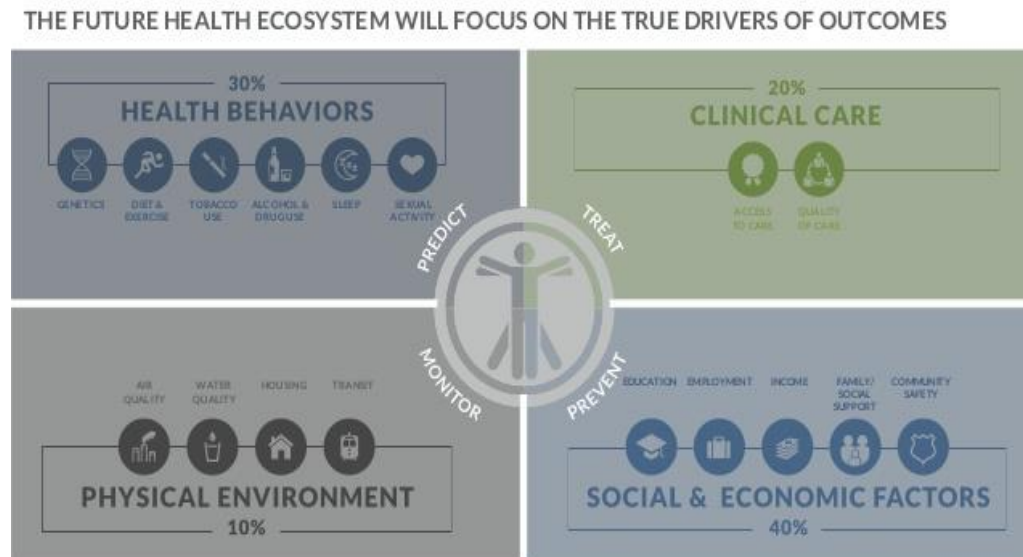 THE FUTURE HEALTH ECOSYSTEM WILL FOCUS ON THE TRUE DRIVERS OF OUTCOMES
30%
HEALTH BEHAVIORS
GENETICS
DIET &
EXERCISE
TOBACCO
USE
ALCOHOL &
DRUG USE
SLEEP
SEXUAL
ACTIVITY
20%
CLINICAL CARE
ACCESS
TO CARE
QUALITY
OF CARE
PREDICT
TREAT
MONITOR
PREVENT
AIR
QUALITY
WATER
QUALITY
HOUSING
TRANSIT
PHYSICAL ENVIRONMENT
10%
EDUCATION
EMPLOYMENT
INCOME
FAMILY/
SOCIAL
SUPPORT
COMMUNITY
SAFETY
SOCIAL & ECONOMIC FACTORS
40%